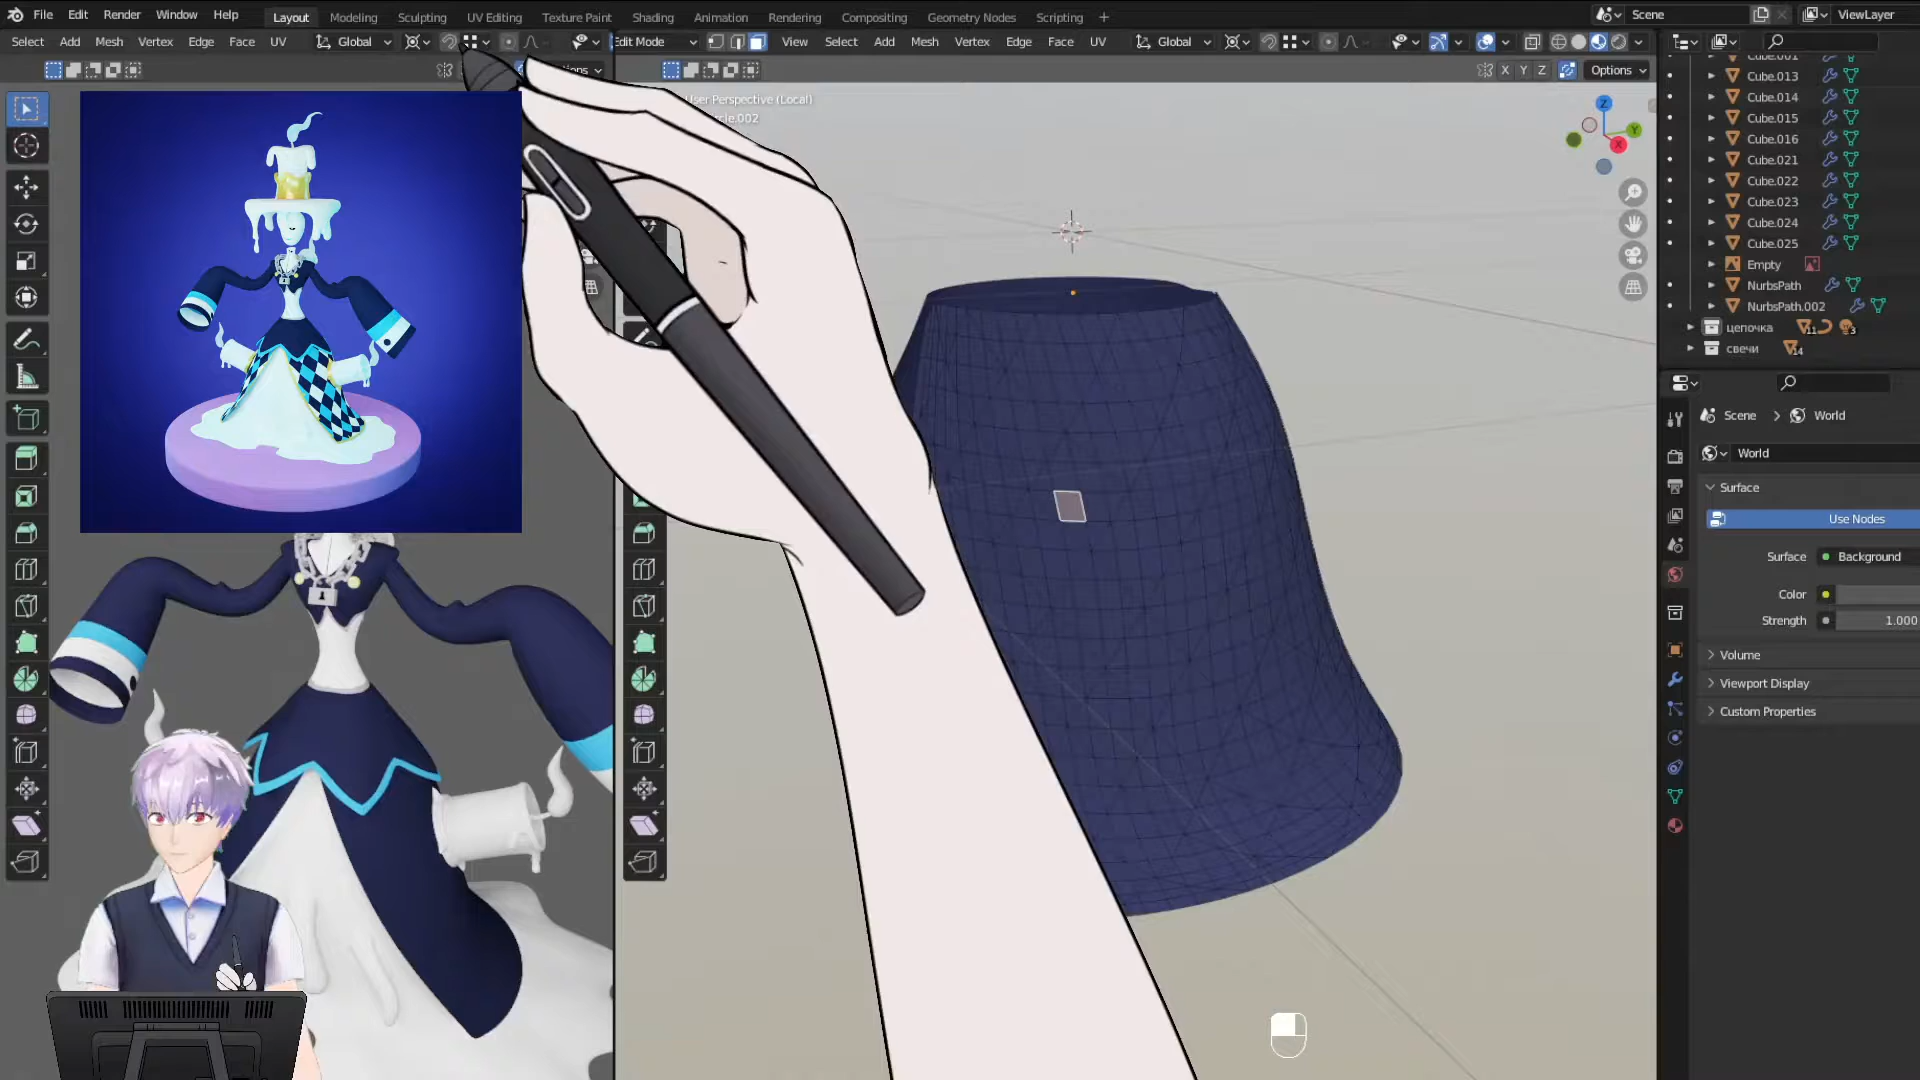 File Edit Render Window Help Layout Modeling Sculpting UV Editing Texture Paint Shading Animation Rendering Compositing Geometry Nodes Scripting + Scene ViewLayer
Select Add Mesh Vertex Edge Face UV Global Edit Mode View Select Add Mesh Vertex Edge Face UV Global
X Y Z Options
User Perspective (Local)
Z
Y
X
Cube.013
Cube.014
Cube.015
Cube.016
Cube.021
Cube.022
Cube.023
Cube.024
Cube.025
Empty
NurbsPath
NurbsPath.002
цепочка 11 3
свечи 14
Scene > World
World
Surface
Use Nodes
Surface Background
Color
Strength 1.000
Volume
Viewport Display
Custom Properties